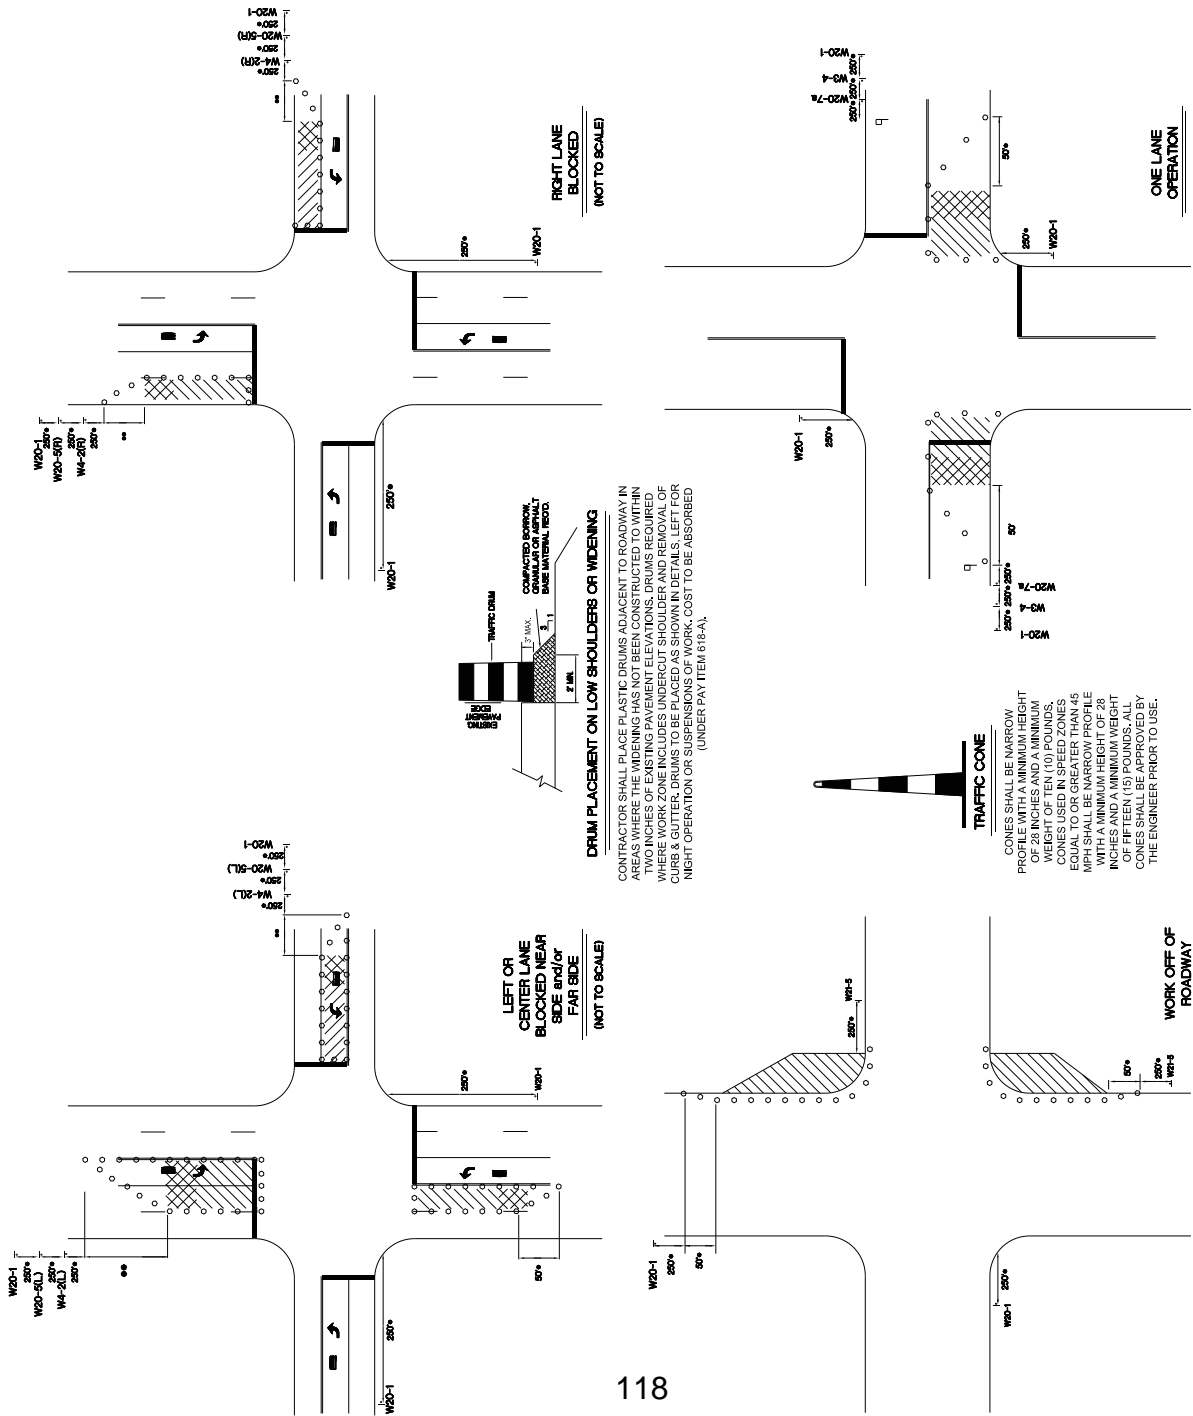 W20-1
250'*
W20-5(R)
250'*
W4-2(R)
250'*
**
RIGHT LANE
BLOCKED
(NOT TO SCALE)
250'*
W20-1
W20-1
250'*
W20-5(R)
250'*
W4-2(R)
250'*
**
250'*
W20-1
W20-1
250'*
W3-4
250'*
W20-7a
250'*
50'*
ONE LANE
OPERATION
250'*
W20-1
W20-1
250'*
50'
250'*
W20-7a
250'*
W3-4
250'*
W20-1
EXISTING
PAVEMENT
EDGE
TRAFFIC DRUM
3" MAX.
COMPACTED BORROW,
GRANULAR OR ASPHALT
BASE MATERIAL REQ'D.
3
1
2' MIN.
DRUM PLACEMENT ON LOW SHOULDERS OR WIDENING
CONTRACTOR SHALL PLACE PLASTIC DRUMS ADJACENT TO ROADWAY IN
AREAS WHERE THE WIDENING HAS NOT BEEN CONSTRUCTED TO WITHIN
TWO INCHES OF EXISTING PAVEMENT ELEVATIONS. DRUMS REQUIRED
WHERE WORK ZONE INCLUDES UNDERCUT SHOULDER AND REMOVAL OF
CURB & GUTTER. DRUMS TO BE PLACED AS SHOWN IN DETAILS, LEFT FOR
NIGHT OPERATION OR SUSPENSIONS OF WORK. COST TO BE ABSORBED
(UNDER PAY ITEM 618-A).
TRAFFIC CONE
CONES SHALL BE NARROW
PROFILE WITH A MINIMUM HEIGHT
OF 28 INCHES AND A MINIMUM
WEIGHT OF TEN (10) POUNDS.
CONES USED IN SPEED ZONES
EQUAL TO OR GREATER THAN 45
MPH SHALL BE NARROW PROFILE
WITH A MINIMUM HEIGHT OF 28
INCHES AND A MINIMUM WEIGHT
OF FIFTEEN (15) POUNDS. ALL
CONES SHALL BE APPROVED BY
THE ENGINEER PRIOR TO USE.
W20-1
250'*
W20-5(L)
250'*
W4-2(L)
250'*
**
LEFT OR
CENTER LANE
BLOCKED NEAR
SIDE and/or
FAR SIDE
(NOT TO SCALE)
250'*
W20-1
50'*
W20-1
250'*
W20-5(L)
250'*
W4-2(L)
250'*
**
250'*
W20-1
W21-5
250'*
WORK OFF OF
ROADWAY
50'*
250'*
W21-5
W20-1
250'*
50'*
250'*
W20-1
118